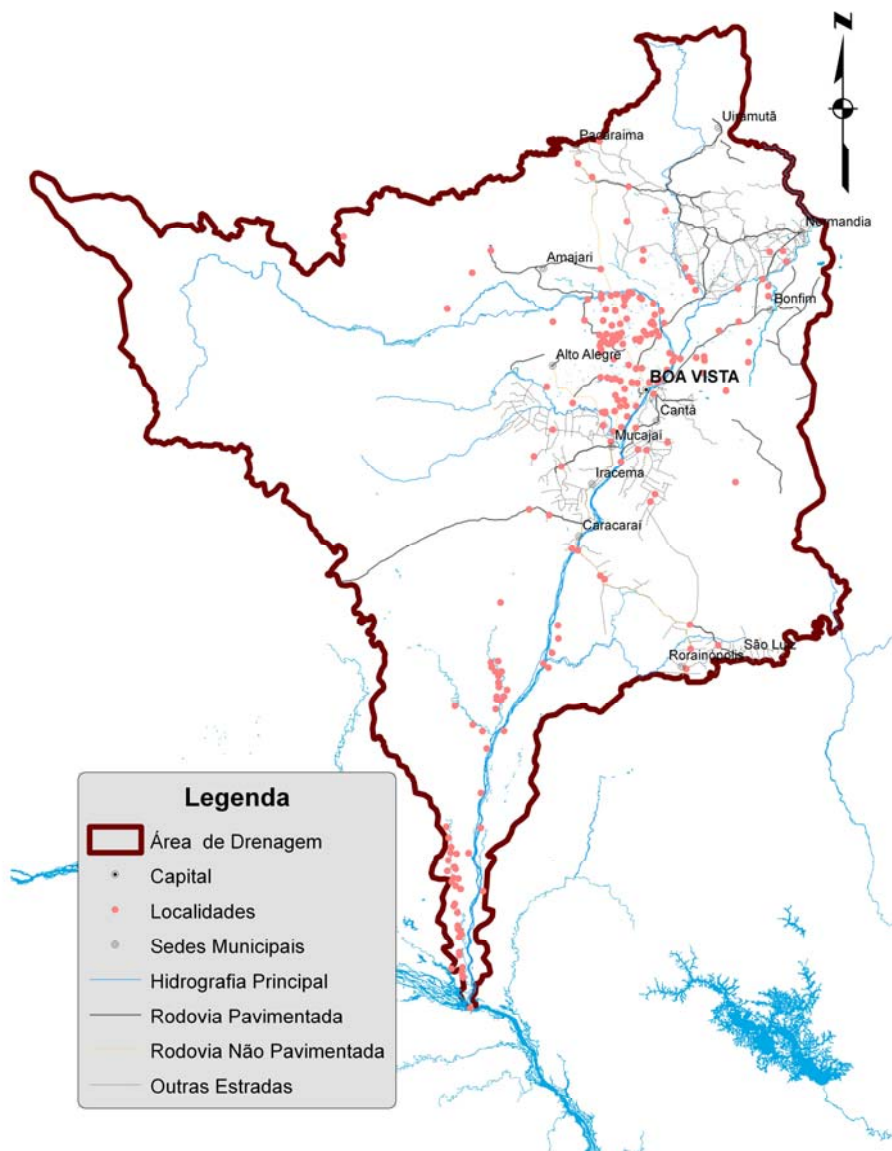 N
Uiramutã
Pacaraima
Normandia
Amajari
Bonfim
Alto Alegre
BOA VISTA
Cantá
Mucajaí
Iracema
Caracaraí
São Luiz
Rorainópolis
Legenda
Área de Drenagem
Capital
Localidades
Sedes Municipais
Hidrografia Principal
Rodovia Pavimentada
Rodovia Não Pavimentada
Outras Estradas